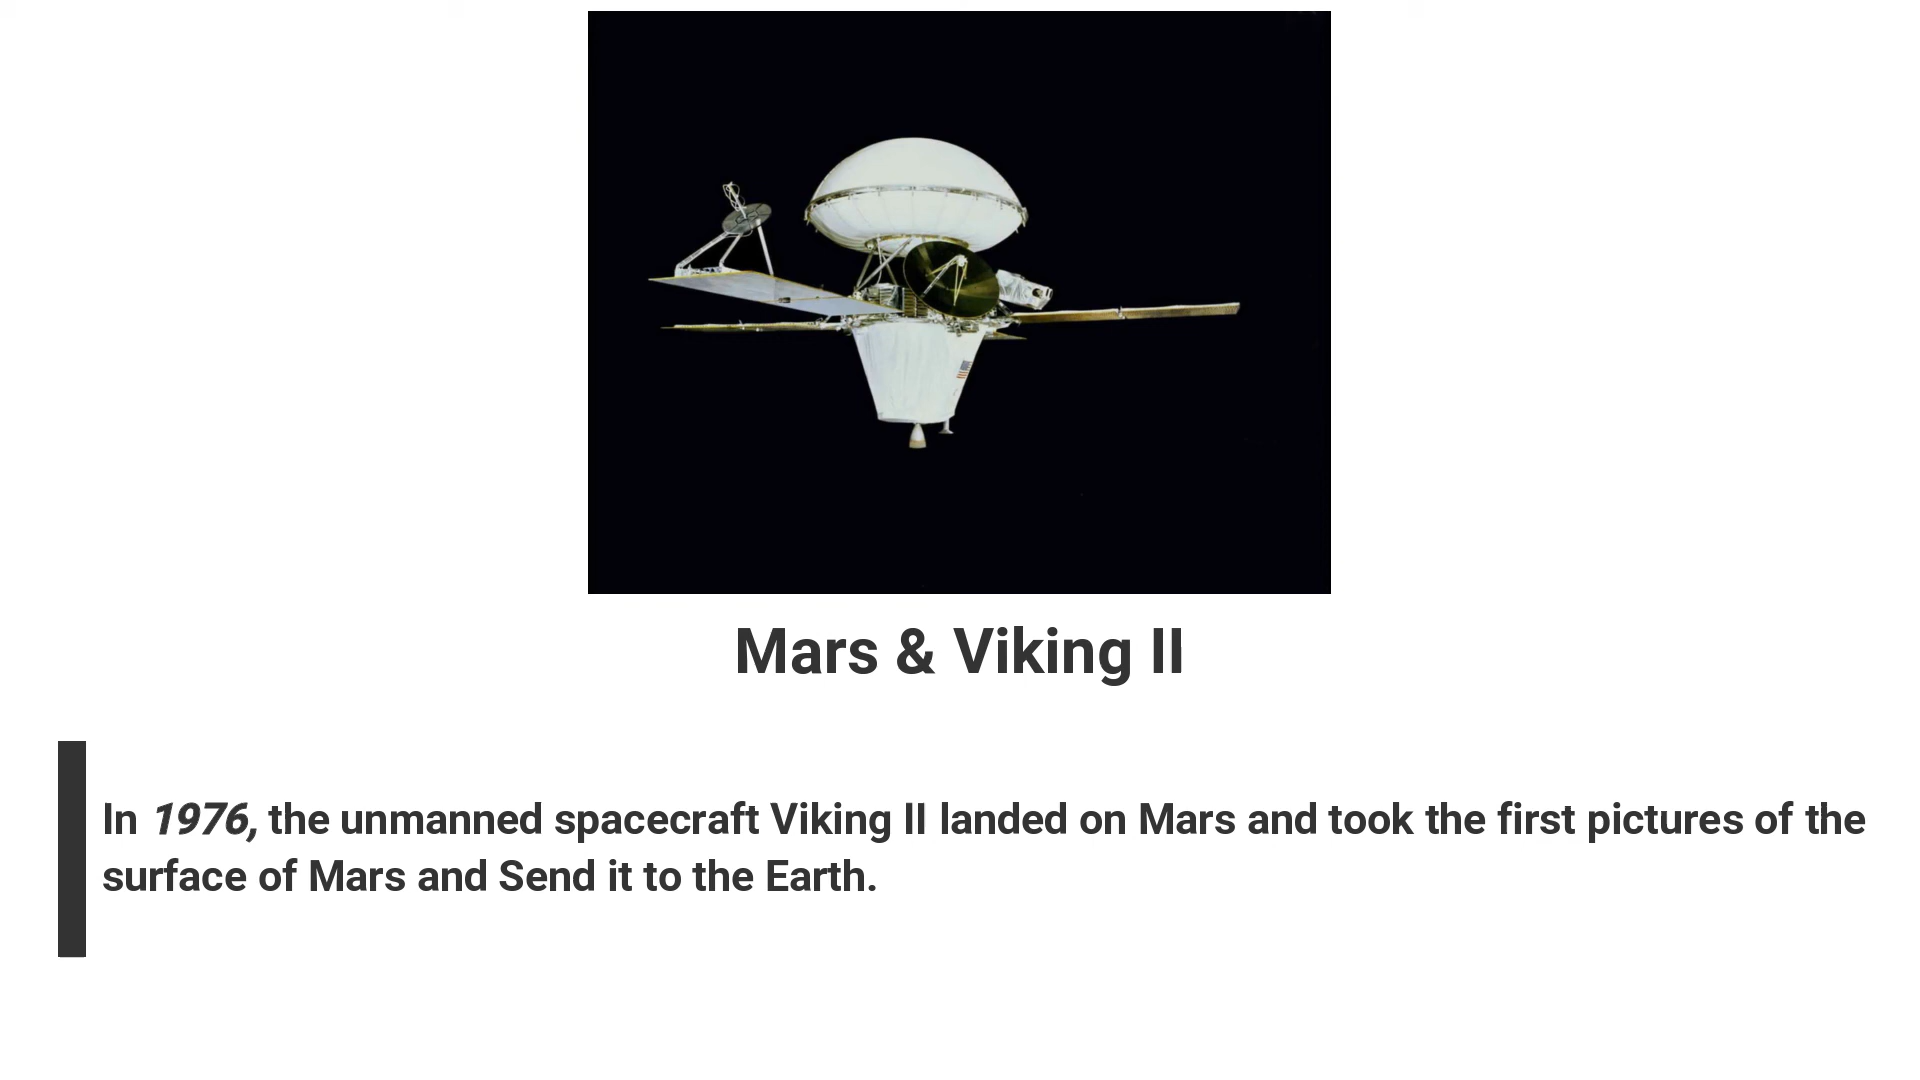 Mars & Viking II
In 1976, the unmanned spacecraft Viking II landed on Mars and took the first pictures of the
surface of Mars and Send it to the Earth.